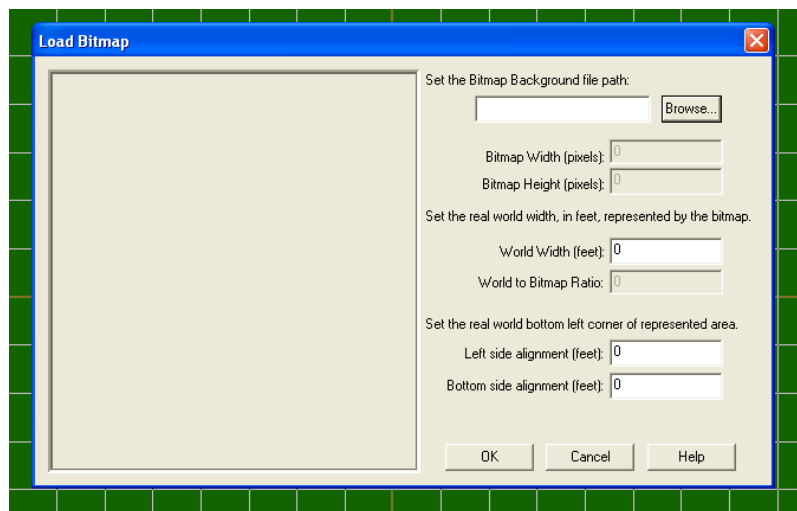 Load Bitmap
Set the Bitmap Background file path:
Browse...
Bitmap Width (pixels): 0
Bitmap Height (pixels): 0
Set the real world width, in feet, represented by the bitmap.
World Width (feet): 0
World to Bitmap Ratio: 0
Set the real world bottom left corner of represented area.
Left side alignment (feet): 0
Bottom side alignment (feet): 0
OK Cancel Help